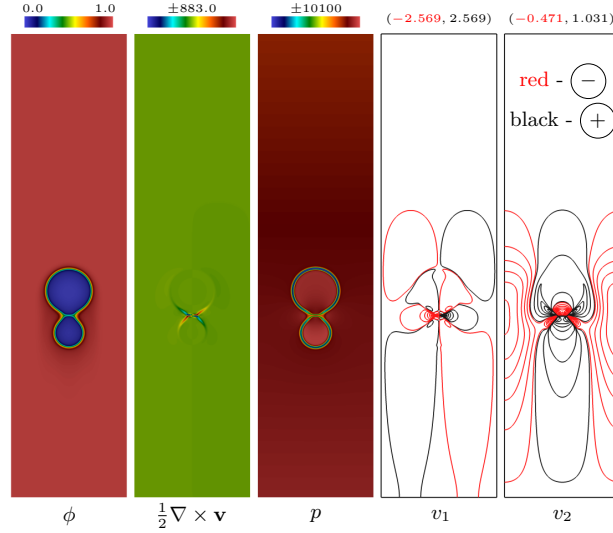 0.0 1.0 ±883.0 ±10100 (−2.569, 2.569) (−0.471, 1.031)
red - −
black - +
ϕ ½∇ × v p v₁ v₂